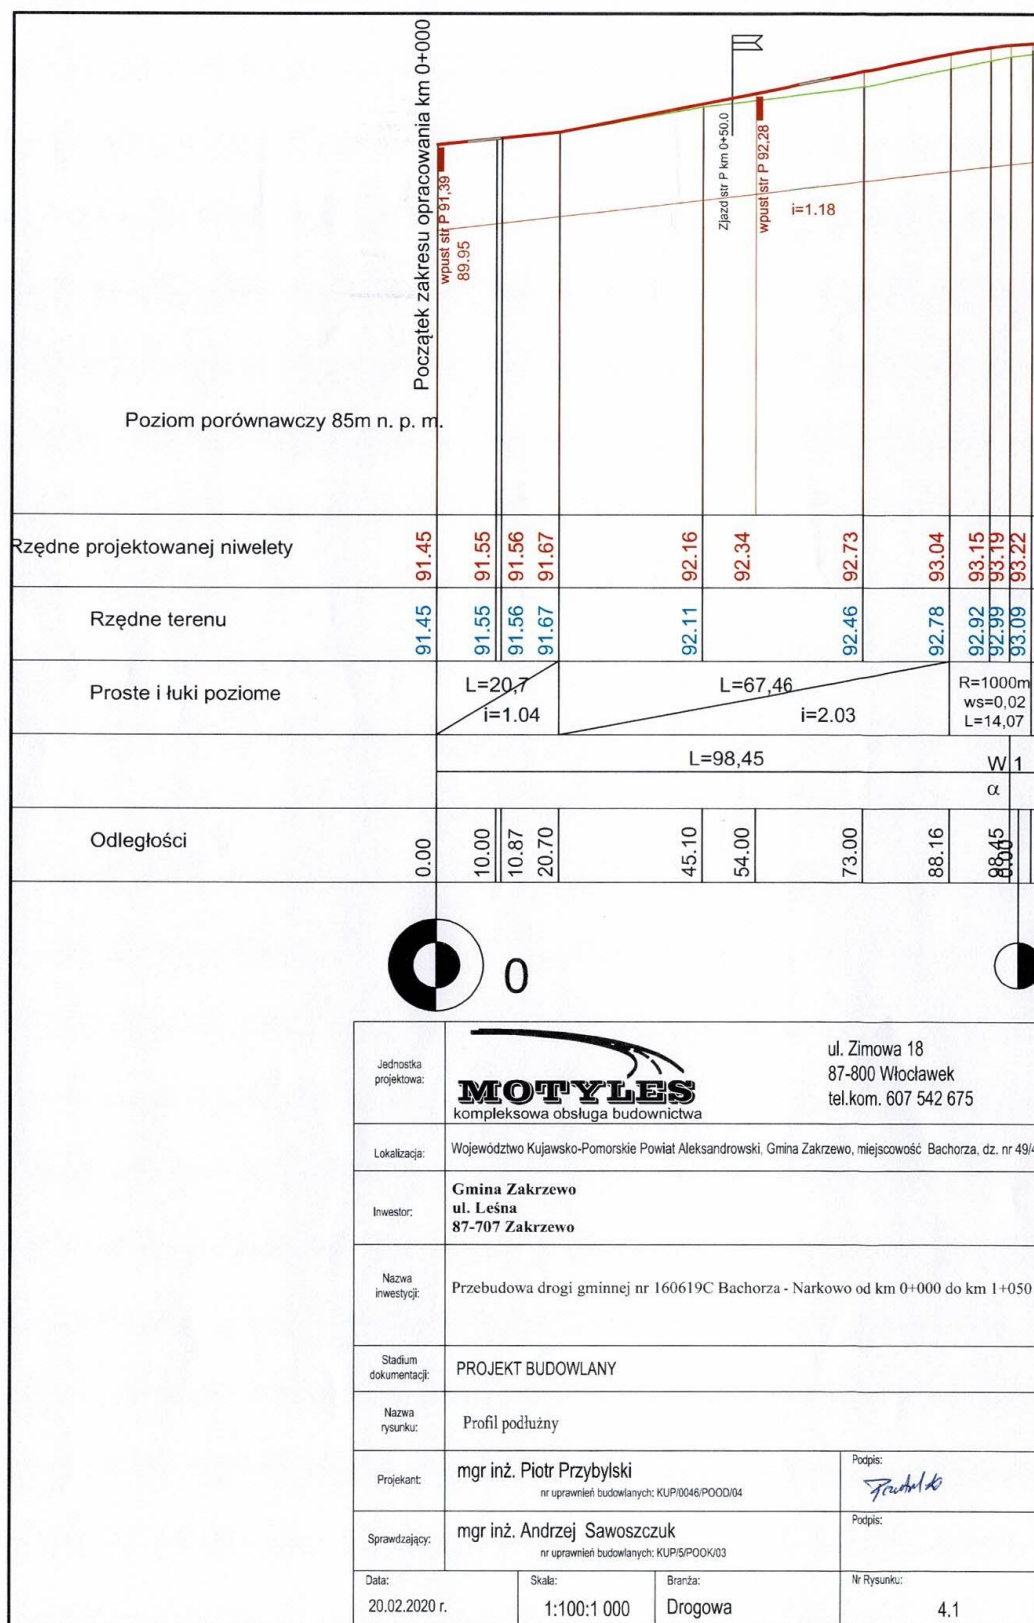 Początek zakresu opracowania km 0+000
wpust str P 91,39
89.95
Zjazd str P km 0+50.0
wpust str P 92,28
i=1.18
Poziom porównawczy 85m n. p. m.
Rzędne projektowanej niwelety
91.45 91.55 91.56 91.67 92.16 92.34 92.73 93.04 93.15 93.19 93.22
Rzędne terenu
91.45 91.55 91.56 91.67 92.11 92.46 92.78 92.92 92.99 93.09
Proste i łuki poziome
L=20,7
i=1.04
L=67,46
i=2.03
R=1000m
ws=0,02
L=14,07
L=98,45
W 1
α
Odległości
0.00 10.00 10.87 20.70 45.10 54.00 73.00 88.16 98.45 0.00
0
Jednostka
projektowa:
MOTYLES
kompleksowa obsługa budownictwa
ul. Zimowa 18
87-800 Włocławek
tel.kom. 607 542 675
Lokalizacja:
Województwo Kujawsko-Pomorskie Powiat Aleksandrowski, Gmina Zakrzewo, miejscowość Bachorza, dz. nr 49/4
Inwestor:
Gmina Zakrzewo
ul. Leśna
87-707 Zakrzewo
Nazwa
inwestycji:
Przebudowa drogi gminnej nr 160619C Bachorza - Narkowo od km 0+000 do km 1+050
Stadium
dokumentacji:
PROJEKT BUDOWLANY
Nazwa
rysunku:
Profil podłużny
Projekant:
mgr inż. Piotr Przybylski
nr uprawnień budowlanych: KUP/0046/POOD/04
Podpis:
Sprawdzający:
mgr inż. Andrzej Sawoszczuk
nr uprawnień budowlanych: KUP/5/POOK/03
Podpis:
Data:
20.02.2020 r.
Skala:
1:100:1 000
Branża:
Drogowa
Nr Rysunku:
4.1